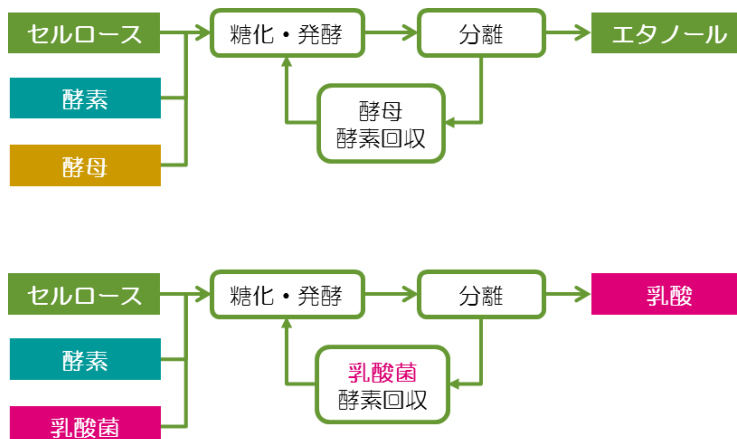 セルロース
糖化・発酵
分離
エタノール
酵素
酵母
酵素回収
酵母
セルロース
糖化・発酵
分離
乳酸
酵素
乳酸菌
酵素回収
乳酸菌